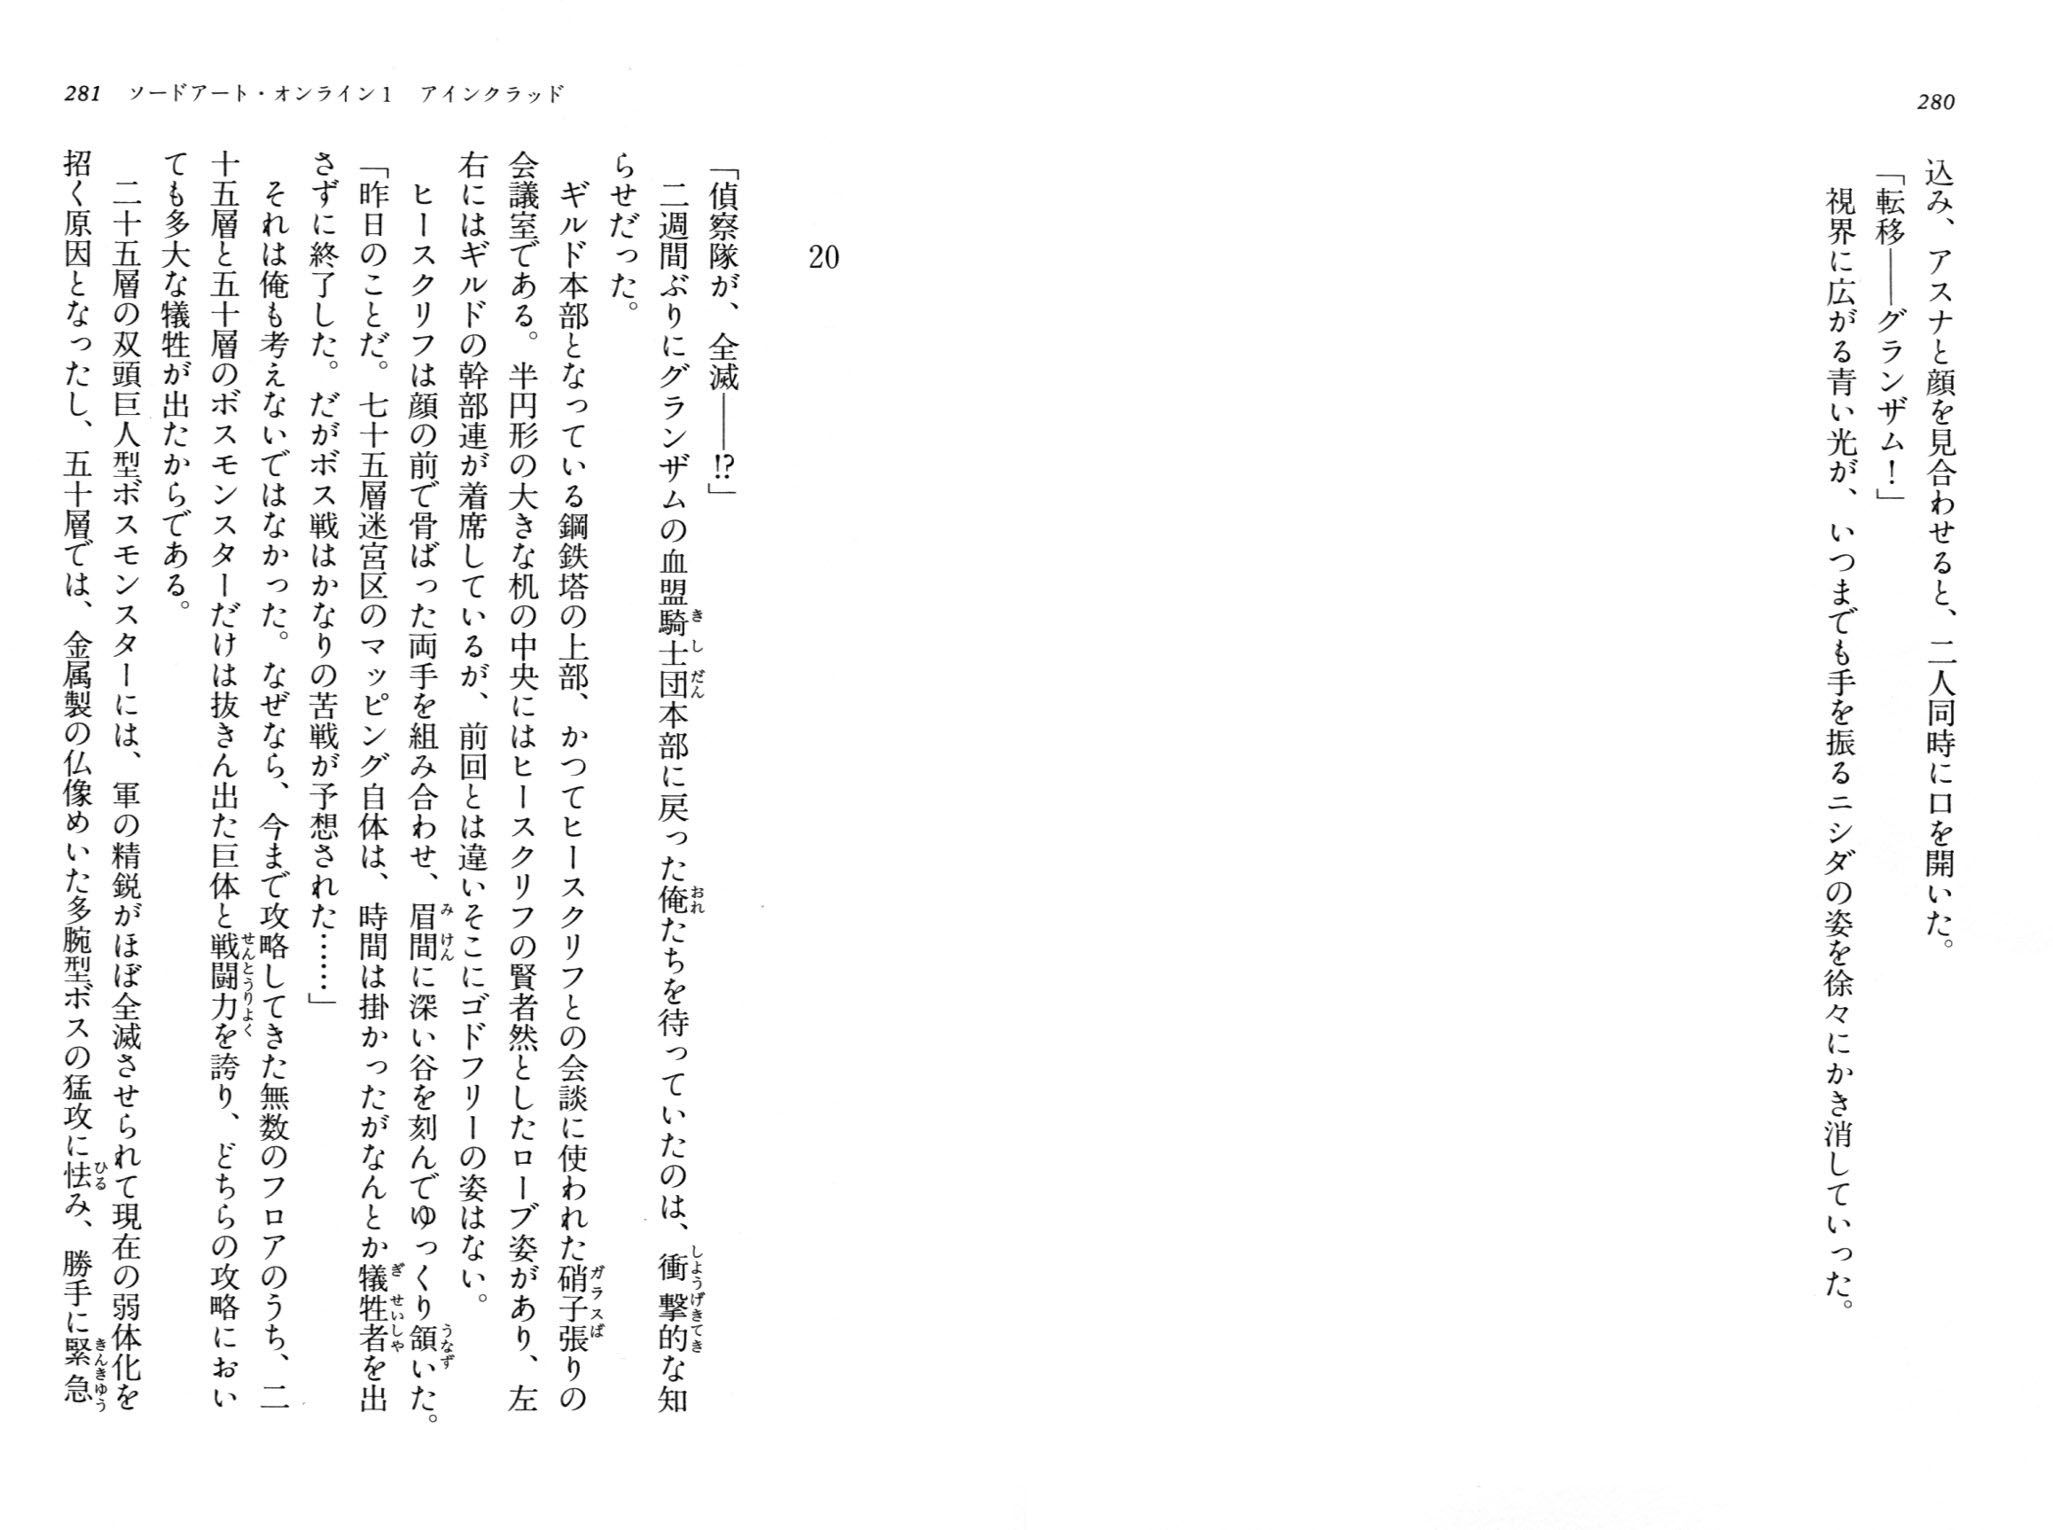 280
込み、アスナと顔を見合わせると、二人同時に口を開いた。
「転移――グランザム！」
視界に広がる青い光が、いつまでも手を振るニシダの姿を徐々にかき消していった。
281 ソードアート・オンライン1 アインクラッド
20
「偵察隊が、全滅――!?」
二週間ぶりにグランザムの血盟騎士団本部に戻った俺たちを待っていたのは、衝撃的な知
らせだった。
ギルド本部となっている鋼鉄塔の上部、かつてヒースクリフとの会談に使われた硝子張りの
会議室である。半円形の大きな机の中央にはヒースクリフの賢者然としたローブ姿があり、左
右にはギルドの幹部連が着席しているが、前回とは違いそこにゴドフリーの姿はない。
ヒースクリフは顔の前で骨ばった両手を組み合わせ、眉間に深い谷を刻んでゆっくり頷いた。
「昨日のことだ。七十五層迷宮区のマッピング自体は、時間は掛かったがなんとか犠牲者を出
さずに終了した。だがボス戦はかなりの苦戦が予想された……」
それは俺も考えないではなかった。なぜなら、今まで攻略してきた無数のフロアのうち、二
十五層と五十層のボスモンスターだけは抜きん出た巨体と戦闘力を誇り、どちらの攻略におい
ても多大な犠牲が出たからである。
二十五層の双頭巨人型ボスモンスターには、軍の精鋭がほぼ全滅させられて現在の弱体化を
招く原因となったし、五十層では、金属製の仏像めいた多腕型ボスの猛攻に怯み、勝手に緊急